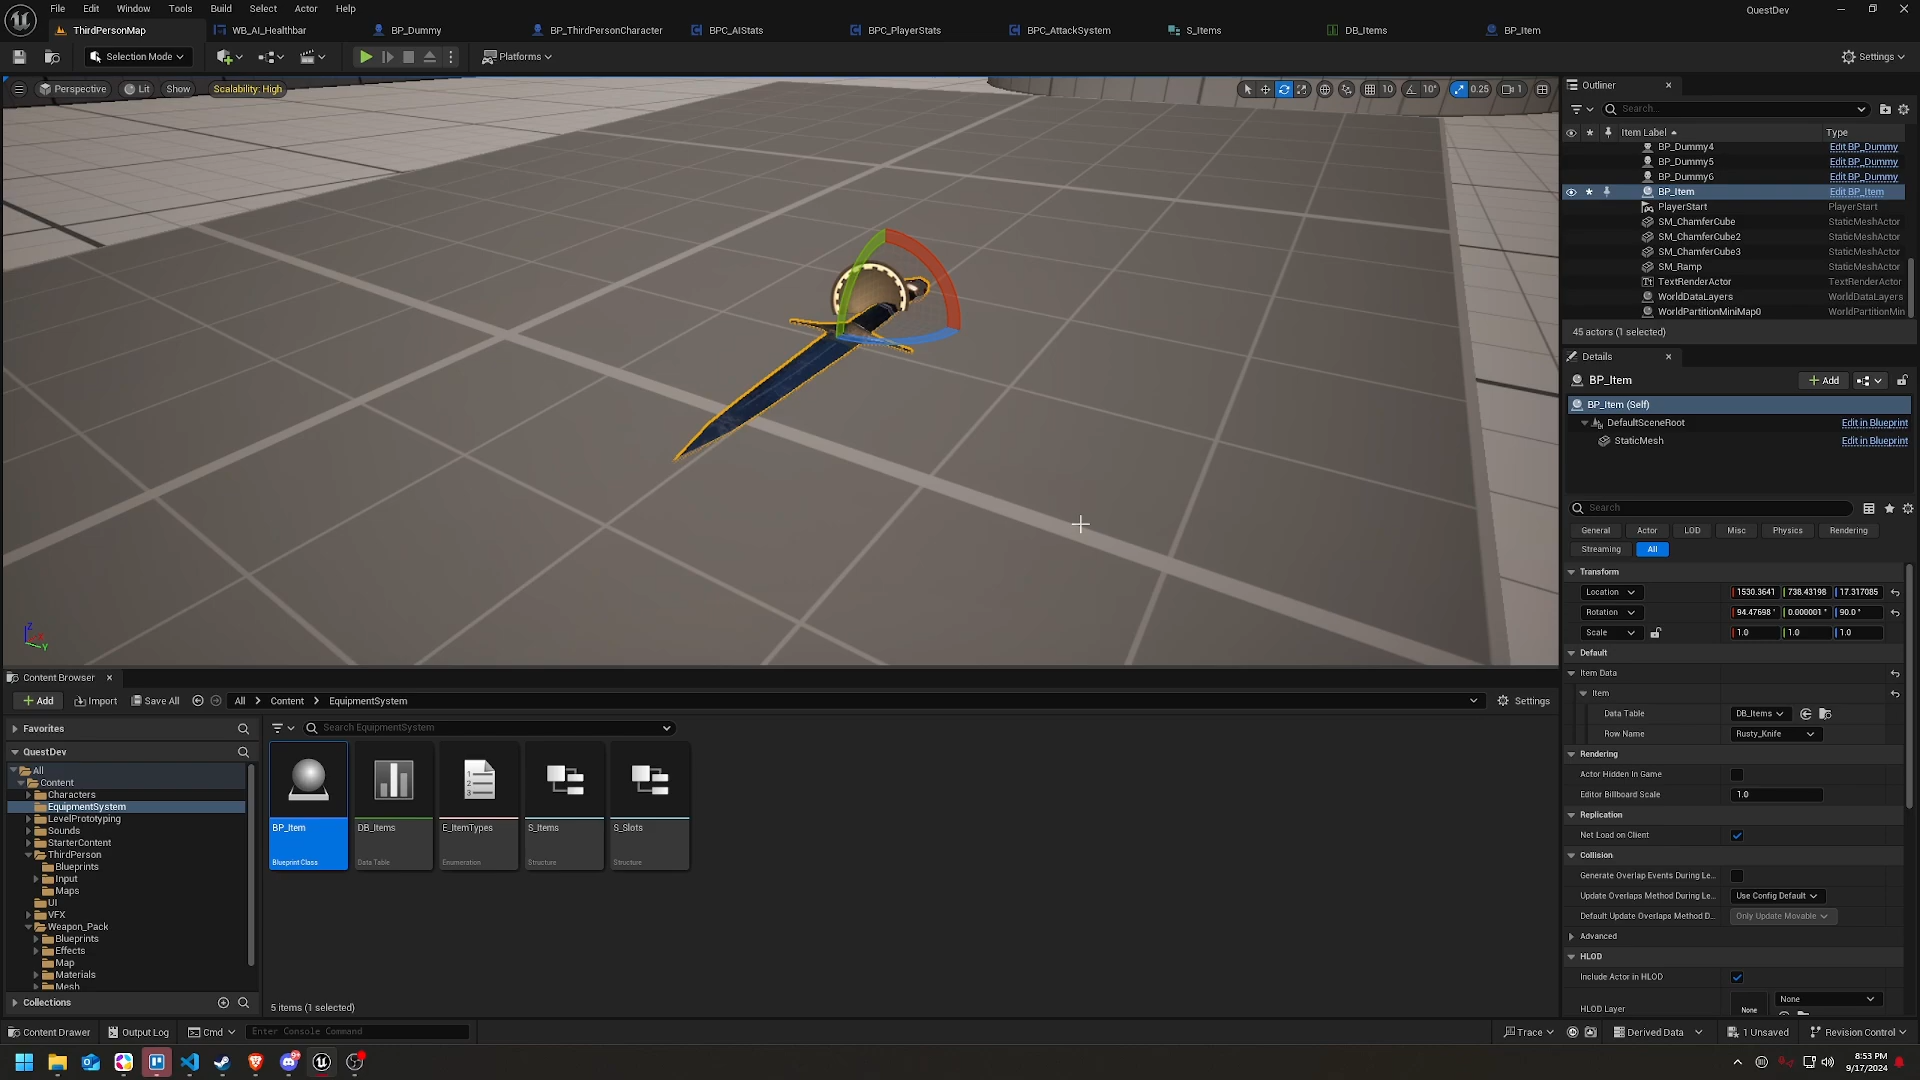 File Edit Window Tools Build Select Actor Help
QuestDev
ThirdPersonMap WB_AI_Healthbar BP_Dummy BP_ThirdPersonCharacter BPC_AIStats BPC_PlayerStats BPC_AttackSystem S_Items DB_Items BP_Item
Selection Mode Platforms Settings
Perspective Lit Show Scalability: High 10 10° 0.25 1
Outliner
Search...
Item Label Type
BP_Dummy4 Edit BP_Dummy
BP_Dummy5 Edit BP_Dummy
BP_Dummy6 Edit BP_Dummy
BP_Item Edit BP_Item
PlayerStart PlayerStart
SM_ChamferCube StaticMeshActor
SM_ChamferCube2 StaticMeshActor
SM_ChamferCube3 StaticMeshActor
SM_Ramp StaticMeshActor
TextRenderActor TextRenderActor
WorldDataLayers WorldDataLayers
WorldPartitionMiniMap0 WorldPartitionMin
45 actors (1 selected)
Details
BP_Item Add
BP_Item (Self)
DefaultSceneRoot Edit in Blueprint
StaticMesh Edit in Blueprint
Search
General Actor LOD Misc Physics Rendering
Streaming All
Transform
Location 1530.3641 738.43198 17.317085
Rotation 94.47698 ° 0.000001 ° 90.0 °
Scale 1.0 1.0 1.0
Default
Item Data
Item
Data Table DB_Items
Row Name Rusty_Knife
Rendering
Actor Hidden In Game
Editor Billboard Scale 1.0
Replication
Net Load on Client
Collision
Generate Overlap Events During Le...
Update Overlaps Method During Le... Use Config Default
Default Update Overlaps Method D... Only Update Movable
Advanced
HLOD
Include Actor in HLOD
HLOD Layer None None
Z X Y
Content Browser
Add Import Save All All Content EquipmentSystem Settings
Favorites
Search EquipmentSystem
QuestDev
All
Content
Characters
EquipmentSystem
LevelPrototyping
Sounds
StarterContent
ThirdPerson
Blueprints
Input
Maps
UI
VFX
Weapon_Pack
Blueprints
Effects
Map
Materials
Mesh
Collections
BP_Item DB_Items E_ItemTypes S_Items S_Slots
Blueprint Class Data Table Enumeration Structure Structure
5 items (1 selected)
Content Drawer Output Log Cmd Enter Console Command Trace Derived Data 1 Unsaved Revision Control
8:53 PM
9/17/2024